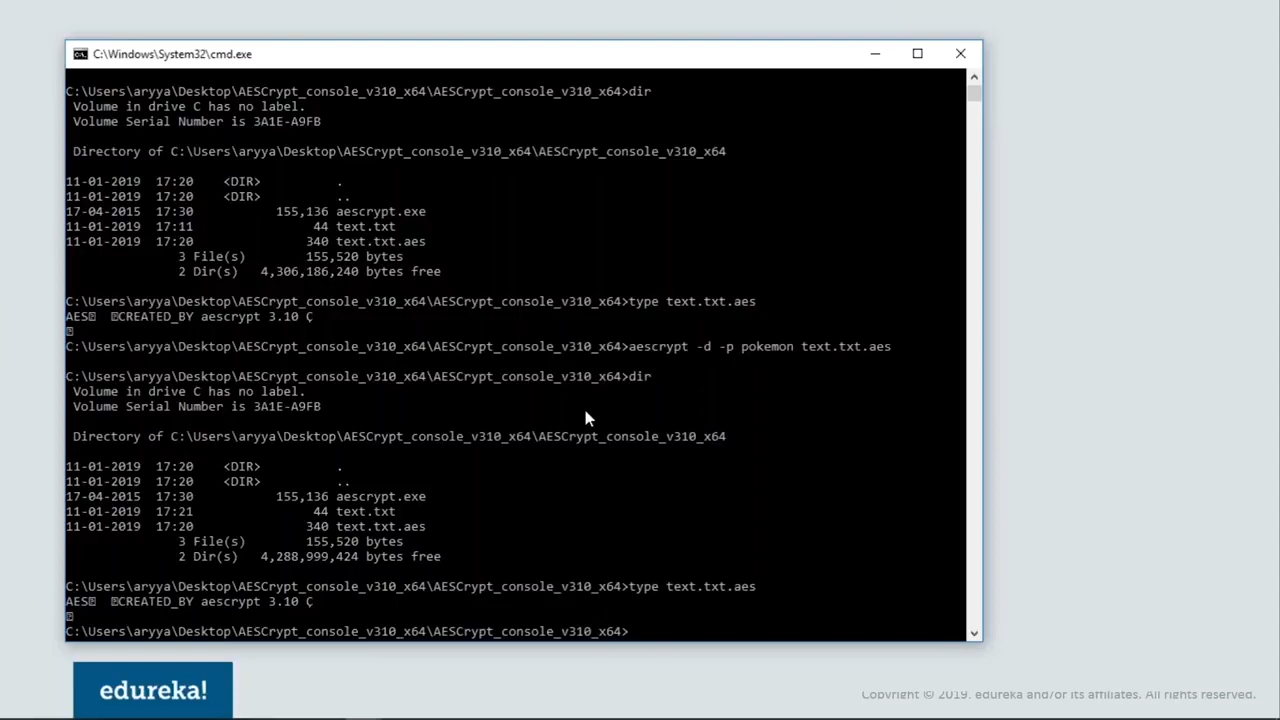 C:\Windows\System32\cmd.exe
C:\Users\aryya\Desktop\AESCrypt_console_v310_x64\AESCrypt_console_v310_x64>dir
Volume in drive C has no label.
Volume Serial Number is 3A1E-A9FB
Directory of C:\Users\aryya\Desktop\AESCrypt_console_v310_x64\AESCrypt_console_v310_x64
11-01-2019 17:20 <DIR> .
11-01-2019 17:20 <DIR> ..
17-04-2015 17:30 155,136 aescrypt.exe
11-01-2019 17:11 44 text.txt
11-01-2019 17:20 340 text.txt.aes
3 File(s) 155,520 bytes
2 Dir(s) 4,306,186,240 bytes free
C:\Users\aryya\Desktop\AESCrypt_console_v310_x64\AESCrypt_console_v310_x64>type text.txt.aes
AES⍰ ⍰CREATED_BY aescrypt 3.10 Ç
⍰
C:\Users\aryya\Desktop\AESCrypt_console_v310_x64\AESCrypt_console_v310_x64>aescrypt -d -p pokemon text.txt.aes
C:\Users\aryya\Desktop\AESCrypt_console_v310_x64\AESCrypt_console_v310_x64>dir
Volume in drive C has no label.
Volume Serial Number is 3A1E-A9FB
Directory of C:\Users\aryya\Desktop\AESCrypt_console_v310_x64\AESCrypt_console_v310_x64
11-01-2019 17:20 <DIR> .
11-01-2019 17:20 <DIR> ..
17-04-2015 17:30 155,136 aescrypt.exe
11-01-2019 17:21 44 text.txt
11-01-2019 17:20 340 text.txt.aes
3 File(s) 155,520 bytes
2 Dir(s) 4,288,999,424 bytes free
C:\Users\aryya\Desktop\AESCrypt_console_v310_x64\AESCrypt_console_v310_x64>type text.txt.aes
AES⍰ ⍰CREATED_BY aescrypt 3.10 Ç
⍰
C:\Users\aryya\Desktop\AESCrypt_console_v310_x64\AESCrypt_console_v310_x64>
edureka!
Copyright © 2019, edureka and/or its affiliates. All rights reserved.